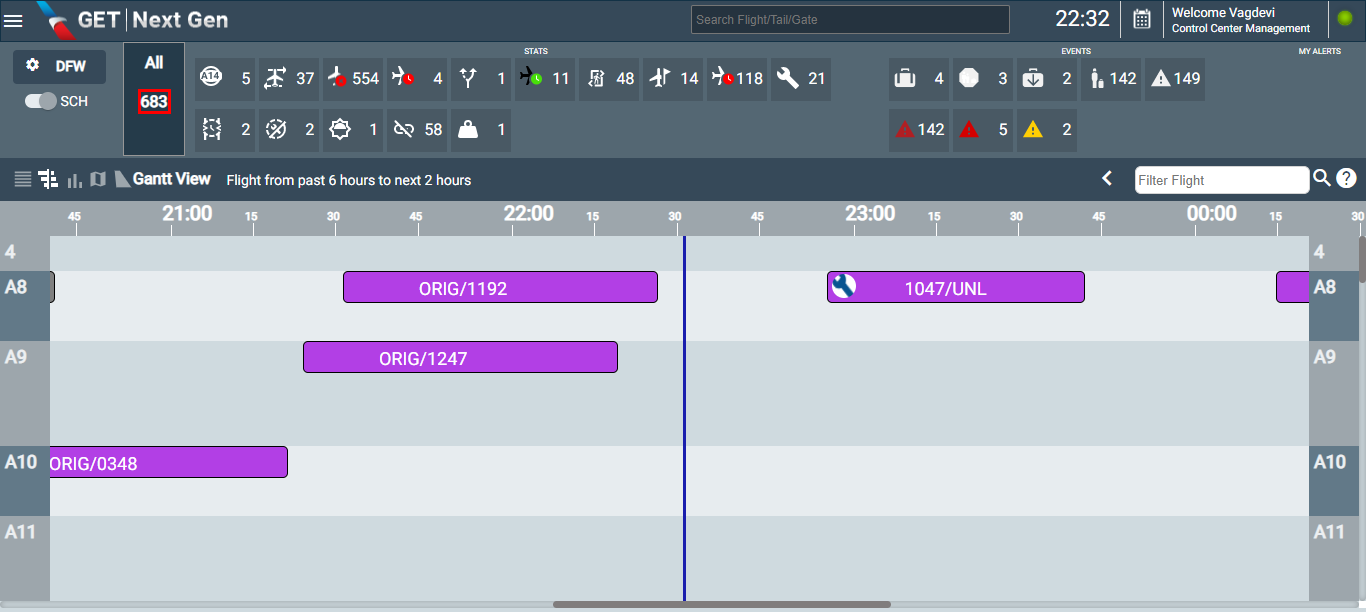 GET | Next Gen
Search Flight/Tail/Gate
22:32
Welcome Vagdevi
Control Center Management
DFW
SCH
All
683
STATS
EVENTS
MY ALERTS
A14 5 37 554 4 1 11 48 14 118 21
4 3 2 142 149
2 2 1 58 1
142 5 2
Gantt View Flight from past 6 hours to next 2 hours
Filter Flight
?
45 21:00 15 30 45 22:00 15 30 45 23:00 15 30 45 00:00 15 30
4 4
A8 ORIG/1192 1047/UNL A8
A9 ORIG/1247 A9
A10 ORIG/0348 A10
A11 A11